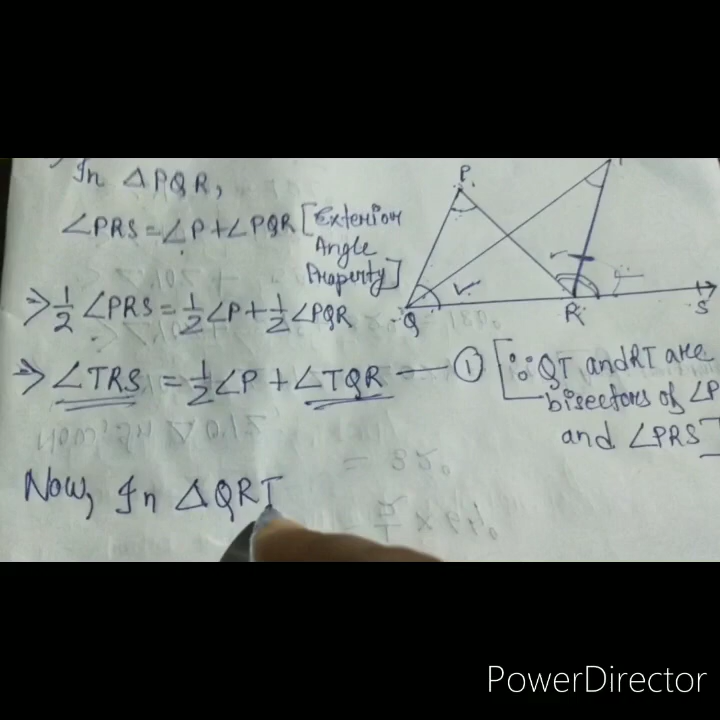 In △PQR,
∠PRS = ∠P + ∠PQR [Exterior
Angle
Property]
⇒ 1/2 ∠PRS = 1/2 ∠P + 1/2 ∠PQR
⇒ ∠TRS = 1/2 ∠P + ∠TQR — ① [∵ QT and RT are
bisectors of ∠P
and ∠PRS]
Now, In △QRT
P
Q
R
S
PowerDirector